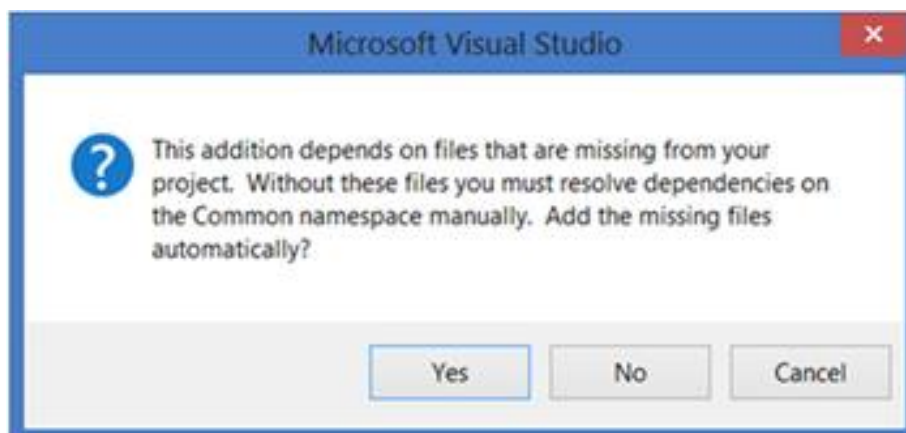 Microsoft Visual Studio
This addition depends on files that are missing from your
project.  Without these files you must resolve dependencies on
the Common namespace manually.  Add the missing files
automatically?
Yes No Cancel